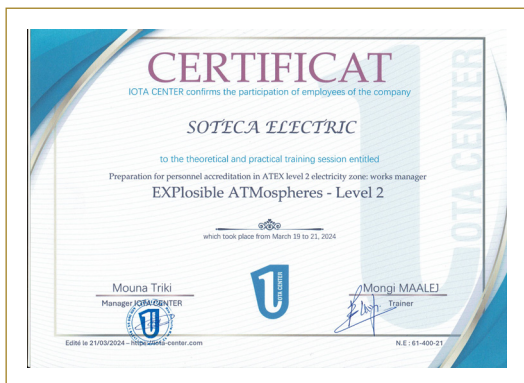 CERTIFICAT
IOTA CENTER confirms the participation of employees of the company
SOTECA ELECTRIC
to the theoretical and practical training session entitled
Preparation for personnel accreditation in ATEX level 2 electricity zone: works manager
EXPlosible ATMospheres - Level 2
which took place from March 19 to 21, 2024
Mouna Triki
Manager IOTA CENTER
IOTA CENTER
Mongi MAALEJ
Trainer
Edité le 21/03/2024 – https://iota-center.com
N.E : 61-400-21
IOTA CENTER